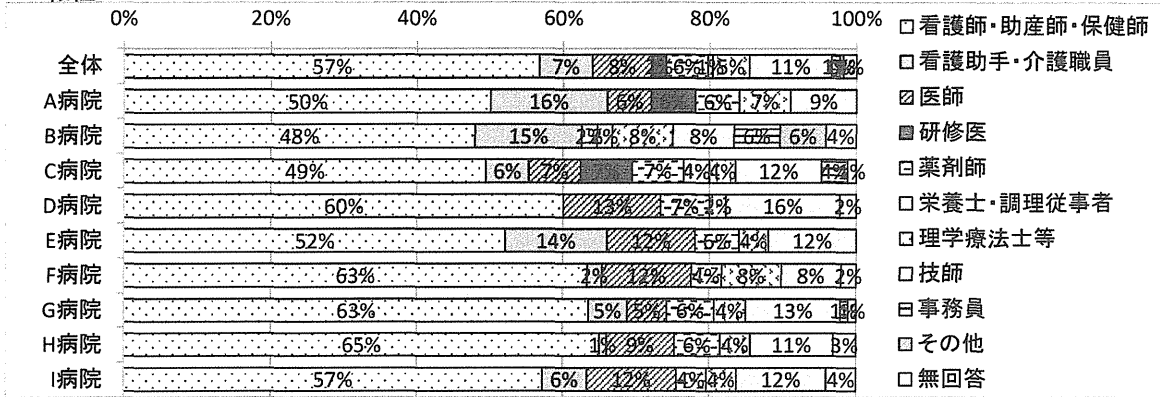 0% 20% 40% 60% 80% 100%
全体 57% 7% 8% 6% 5% 11%
A病院 50% 16% 6% 6% 7% 9%
B病院 48% 15% 2% 8% 8% 6% 6% 4%
C病院 49% 6% 7% 7% 4% 4% 12% 4%
D病院 60% 13% 7% 2% 16% 2%
E病院 52% 14% 12% 6% 4% 12%
F病院 63% 2% 12% 4% 8% 8% 2%
G病院 63% 5% 5% 6% 4% 13%
H病院 65% 1% 9% 6% 4% 11% 3%
I病院 57% 6% 12% 4% 4% 12% 4%
看護師・助産師・保健師
看護助手・介護職員
医師
研修医
薬剤師
栄養士・調理従事者
理学療法士等
技師
事務員
その他
無回答